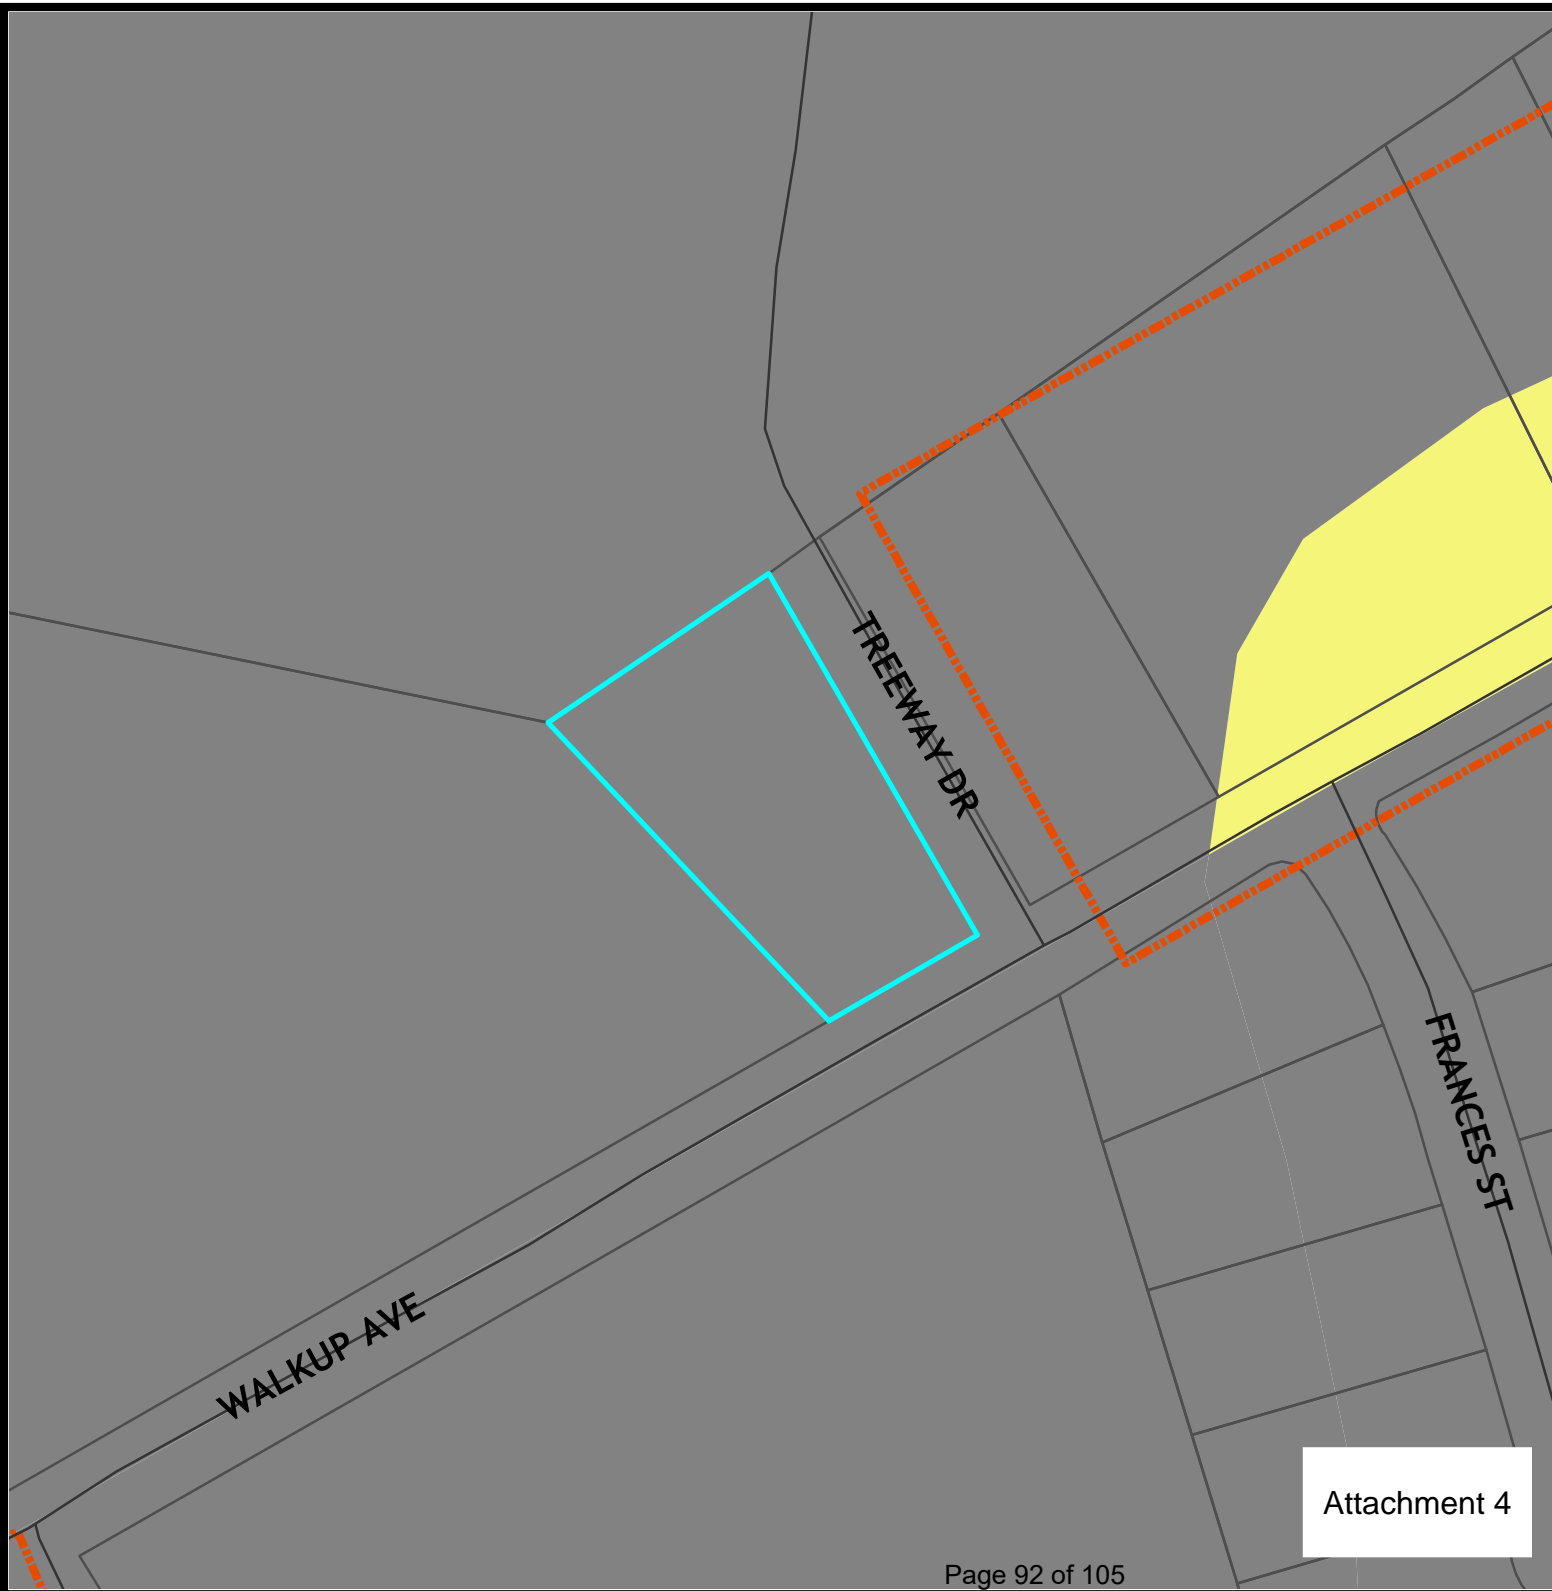 TREEWAY DR
FRANCES ST
WALKUP AVE
Attachment 4
Page 92 of 105